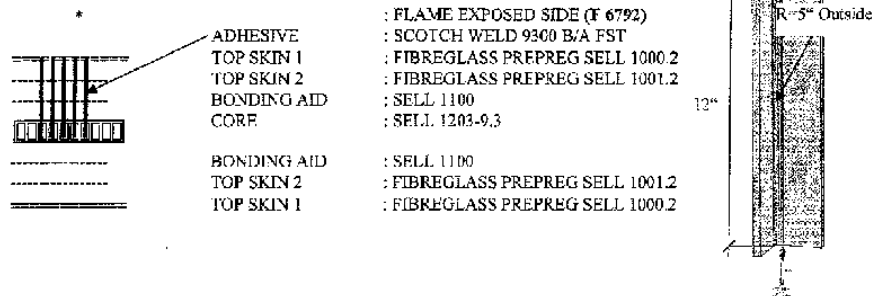 *
: FLAME EXPOSED SIDE (F 6792)
ADHESIVE : SCOTCH WELD 9300 B/A FST
TOP SKIN 1 : FIBREGLASS PREPREG SELL 1000.2
TOP SKIN 2 : FIBREGLASS PREPREG SELL 1001.2
BONDING AID : SELL 1100
CORE : SELL 1203-9.3
BONDING AID : SELL 1100
TOP SKIN 2 : FIBREGLASS PREPREG SELL 1001.2
TOP SKIN 1 : FIBREGLASS PREPREG SELL 1000.2
R=5" Outside
12"